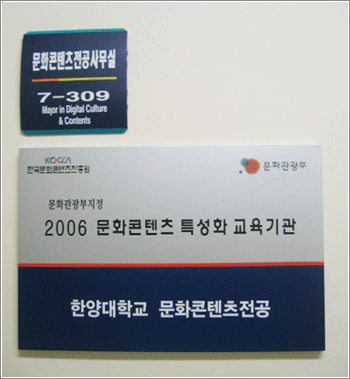 문화콘텐츠전공사무실
7-309
Major in Digital Culture
& Contents
KOCCA
한국문화콘텐츠진흥원
문화관광부
문화관광부지정
2006 문화콘텐츠 특성화 교육기관
한양대학교 문화콘텐츠전공